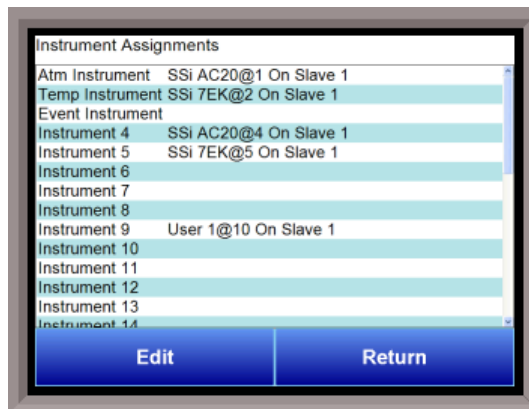 Instrument Assignments
Atm Instrument SSi AC20@1 On Slave 1
Temp Instrument SSi 7EK@2 On Slave 1
Event Instrument
Instrument 4 SSi AC20@4 On Slave 1
Instrument 5 SSi 7EK@5 On Slave 1
Instrument 6
Instrument 7
Instrument 8
Instrument 9 User 1@10 On Slave 1
Instrument 10
Instrument 11
Instrument 12
Instrument 13
Instrument 14
Edit Return